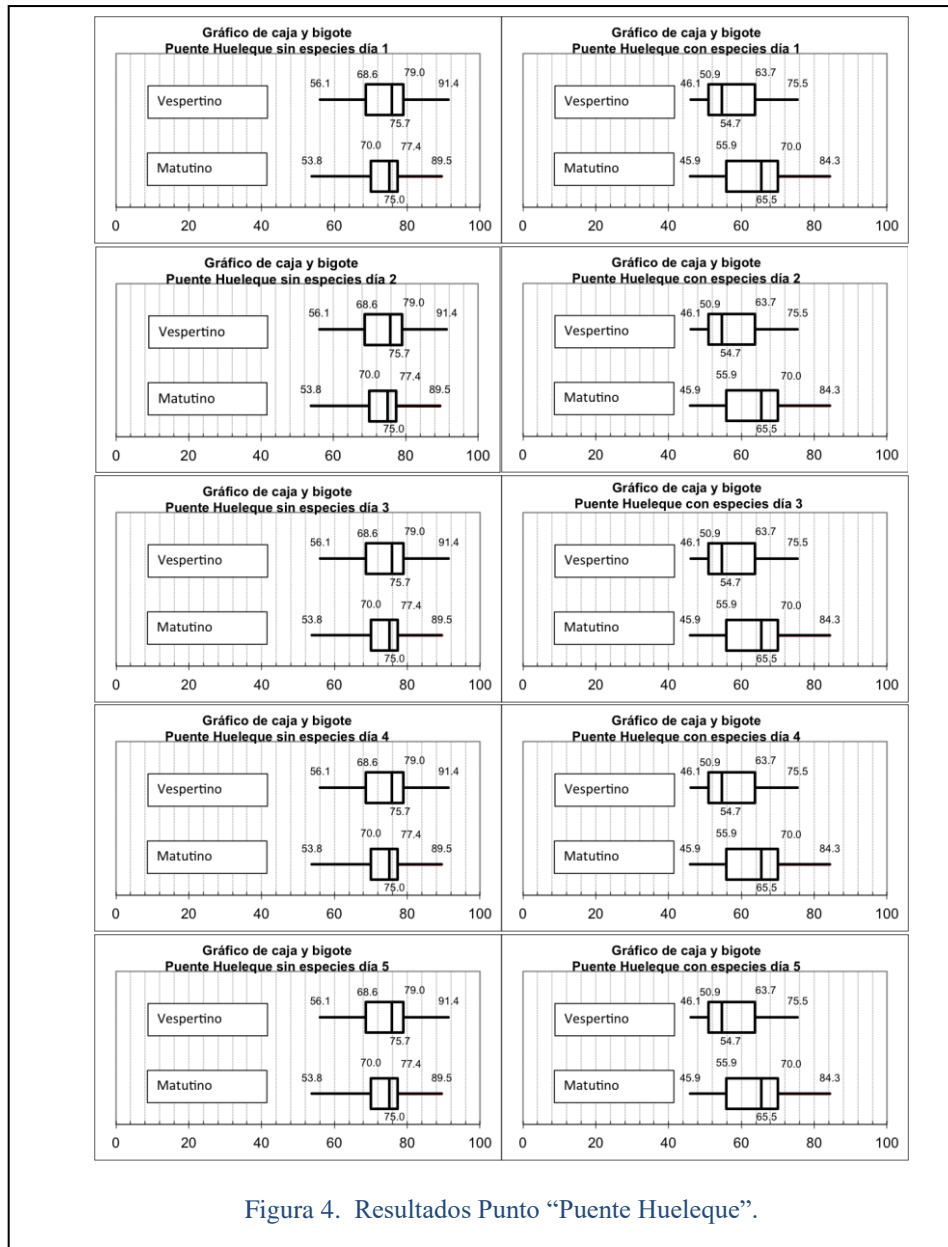 Gráfico de caja y bigote
Puente Hueleque sin especies día 1
56.1 68.6 79.0 91.4
Vespertino
75.7
53.8 70.0 77.4 89.5
Matutino
75.0
0 20 40 60 80 100
Gráfico de caja y bigote
Puente Hueleque con especies día 1
46.1 50.9 63.7 75.5
Vespertino
54.7
45.9 55.9 70.0 84.3
Matutino
65.5
0 20 40 60 80 100
Gráfico de caja y bigote
Puente Hueleque sin especies día 2
56.1 68.6 79.0 91.4
Vespertino
75.7
53.8 70.0 77.4 89.5
Matutino
75.0
0 20 40 60 80 100
Gráfico de caja y bigote
Puente Hueleque con especies día 2
46.1 50.9 63.7 75.5
Vespertino
54.7
45.9 55.9 70.0 84.3
Matutino
65.5
0 20 40 60 80 100
Gráfico de caja y bigote
Puente Hueleque sin especies día 3
56.1 68.6 79.0 91.4
Vespertino
75.7
53.8 70.0 77.4 89.5
Matutino
75.0
0 20 40 60 80 100
Gráfico de caja y bigote
Puente Hueleque con especies día 3
46.1 50.9 63.7 75.5
Vespertino
54.7
45.9 55.9 70.0 84.3
Matutino
65.5
0 20 40 60 80 100
Gráfico de caja y bigote
Puente Hueleque sin especies día 4
56.1 68.6 79.0 91.4
Vespertino
75.7
53.8 70.0 77.4 89.5
Matutino
75.0
0 20 40 60 80 100
Gráfico de caja y bigote
Puente Hueleque con especies día 4
46.1 50.9 63.7 75.5
Vespertino
54.7
45.9 55.9 70.0 84.3
Matutino
65.5
0 20 40 60 80 100
Gráfico de caja y bigote
Puente Hueleque sin especies día 5
56.1 68.6 79.0 91.4
Vespertino
75.7
53.8 70.0 77.4 89.5
Matutino
75.0
0 20 40 60 80 100
Gráfico de caja y bigote
Puente Hueleque con especies día 5
46.1 50.9 63.7 75.5
Vespertino
54.7
45.9 55.9 70.0 84.3
Matutino
65.5
0 20 40 60 80 100
Figura 4. Resultados Punto “Puente Hueleque”.